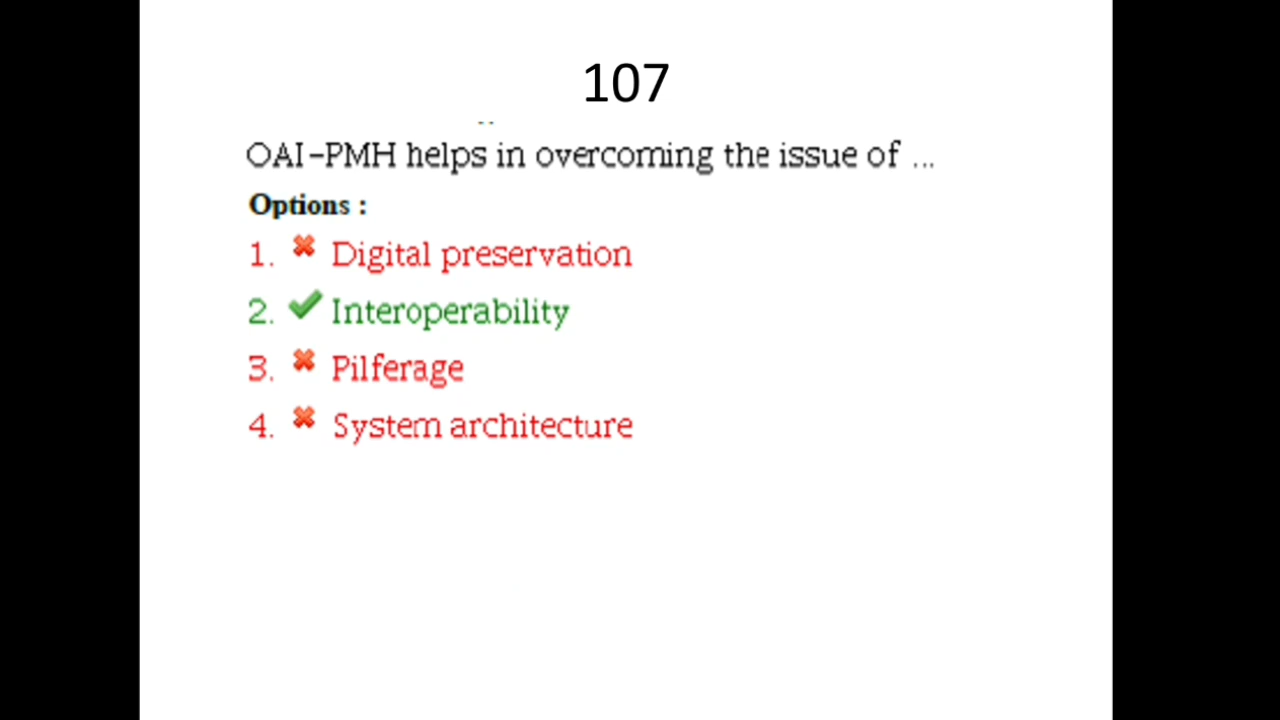 107
OAI-PMH helps in overcoming the issue of ...
Options :
1. ✖ Digital preservation
2. ✔ Interoperability
3. ✖ Pilferage
4. ✖ System architecture